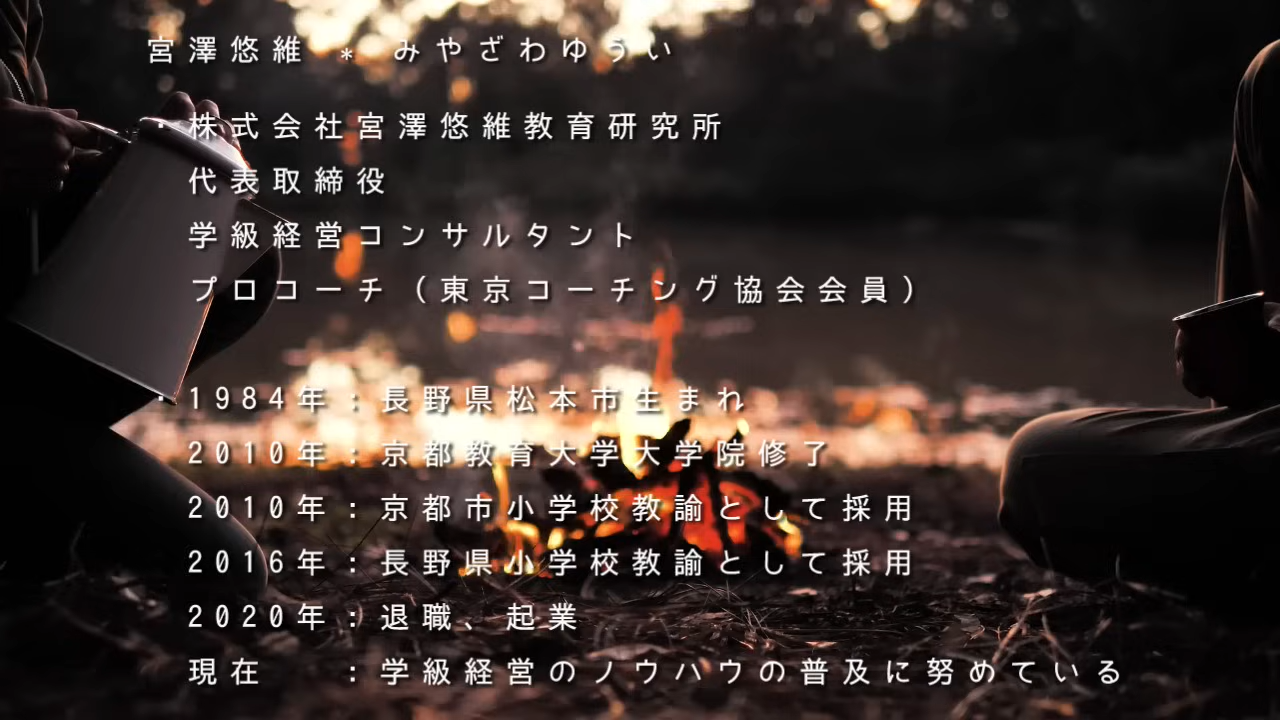 宮澤悠維 * みやざわゆうい
・株式会社宮澤悠維教育研究所
代表取締役
学級経営コンサルタント
プロコーチ（東京コーチング協会会員）
・1984年：長野県松本市生まれ
2010年：京都教育大学大学院修了
2010年：京都市小学校教諭として採用
2016年：長野県小学校教諭として採用
2020年：退職、起業
現在　：学級経営のノウハウの普及に努めている